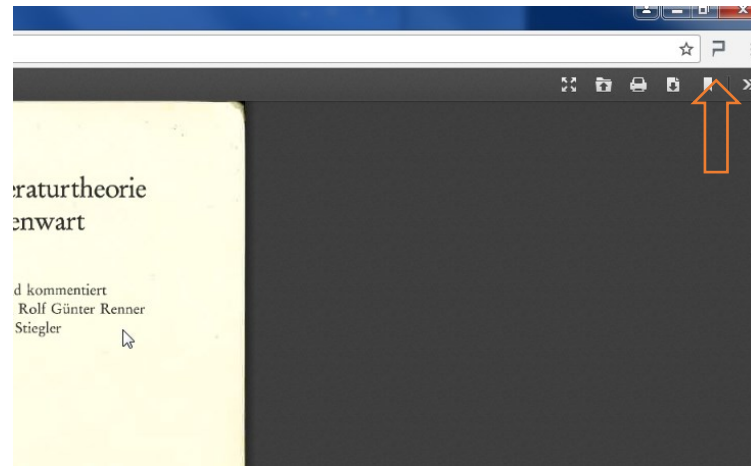 eraturtheorie
enwart
d kommentiert
Rolf Günter Renner
Stiegler